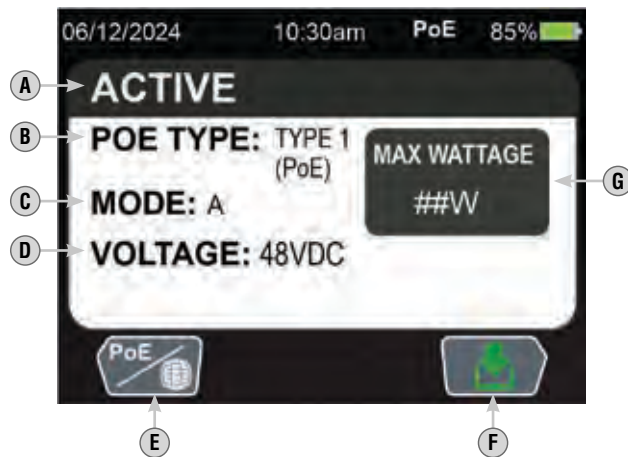 06/12/2024 10:30am PoE 85%
A ACTIVE
B POE TYPE: TYPE 1
(PoE)
MAX WATTAGE
G
C MODE: A
##W
D VOLTAGE: 48VDC
PoE
E F